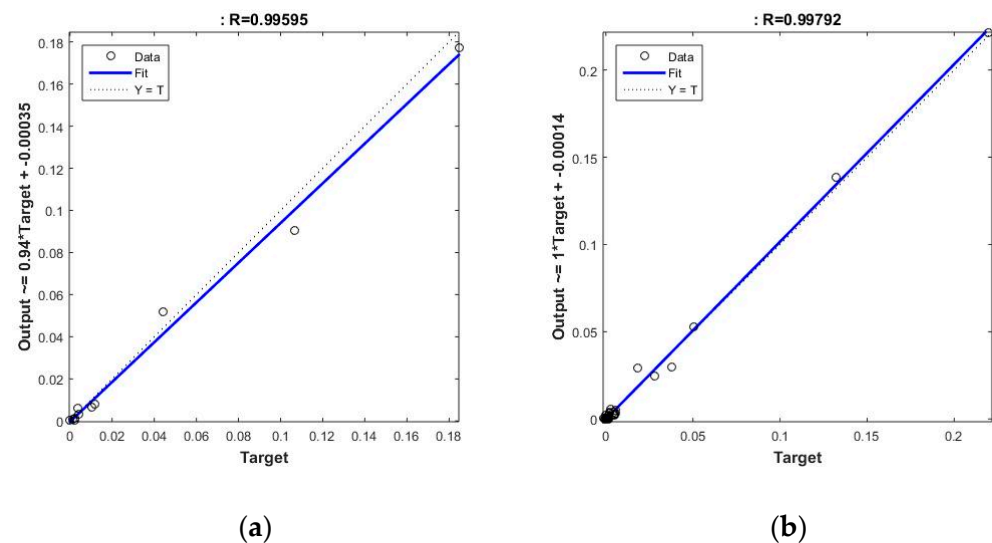 : R=0.99595
Data
Fit
Y = T
Output ~= 0.94*Target + -0.00035
0.18
0.16
0.14
0.12
0.1
0.08
0.06
0.04
0.02
0
0 0.02 0.04 0.06 0.08 0.1 0.12 0.14 0.16 0.18
Target
(a)
: R=0.99792
Data
Fit
Y = T
Output ~= 1*Target + -0.00014
0.2
0.15
0.1
0.05
0
0 0.05 0.1 0.15 0.2
Target
(b)